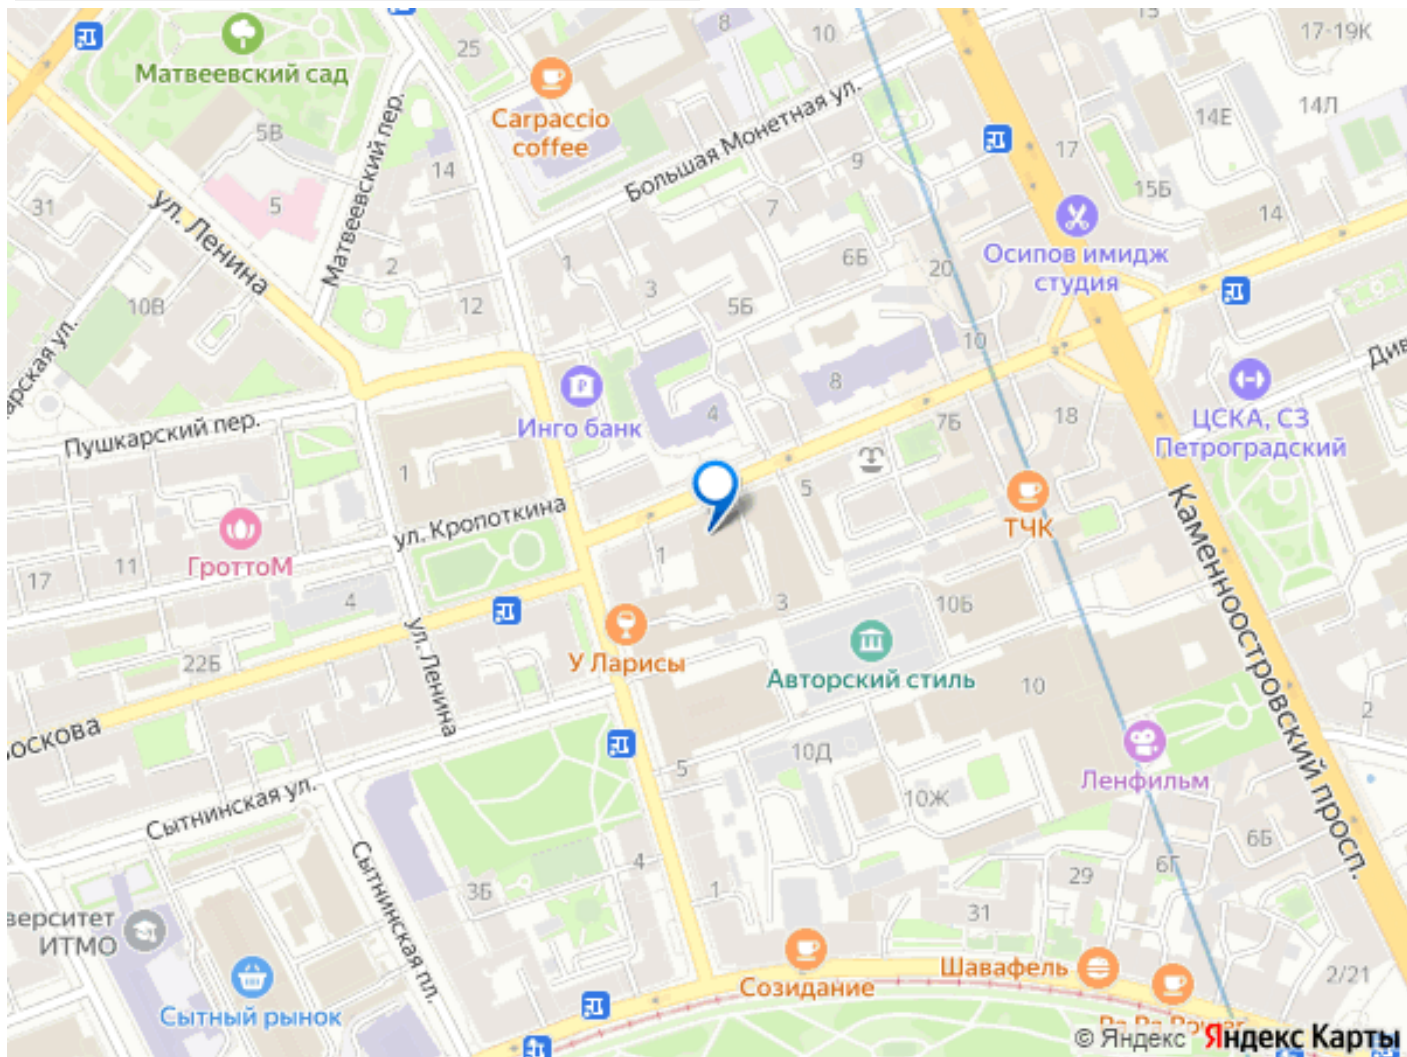 8
10
15
17-19К
25
Матвеевский сад
Carpaccio
coffee
Большая Монетная ул.
14Е
14Л
5В
Матвеевский пер.
14
9
17
15Б
31
5
ул. Ленина
7
14
Осипов имидж
студия
2
1
3
6Б
20
10В
12
5Б
10
8
Инго банк
4
7Б
18
ЦСКА, СЗ
Петроградский
Пушкарский пер.
1
5
ул. Кропоткина
ТЧК
Каменноостровский просп.
ГроттоМ
17
11
1
4
3
10Б
У Ларисы
Авторский стиль
22Б
ул. Ленина
10
2
10Д
Ленфильм
5
Сытнинская ул.
10Ж
6Б
Сытнинская пл.
4
3Б
1
29
6Г
31
ИТМО
Сытный рынок
Созидание
Шавафель
2/21
© Яндекс Яндекс Карты